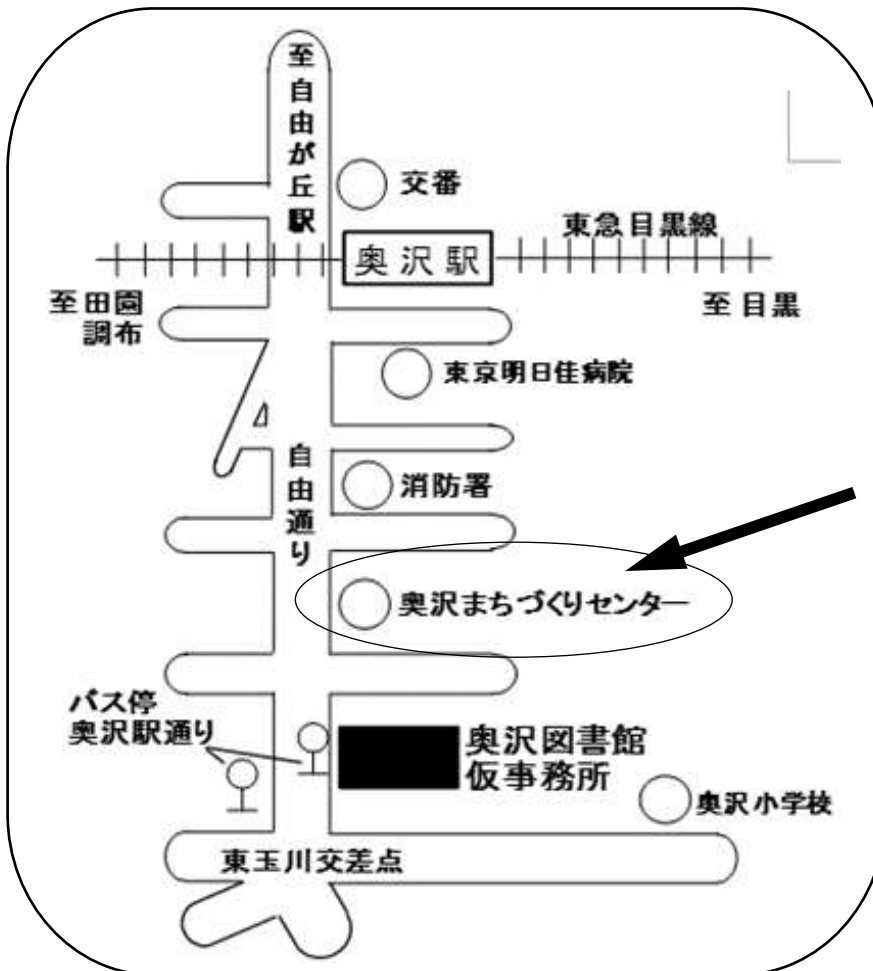 至自由が丘駅
交番
東急目黒線
奥沢駅
至田園
調布
至目黒
東京明日佳病院
自由通り
消防署
奥沢まちづくりセンター
バス停
奥沢駅通り
奥沢図書館
仮事務所
奥沢小学校
東玉川交差点